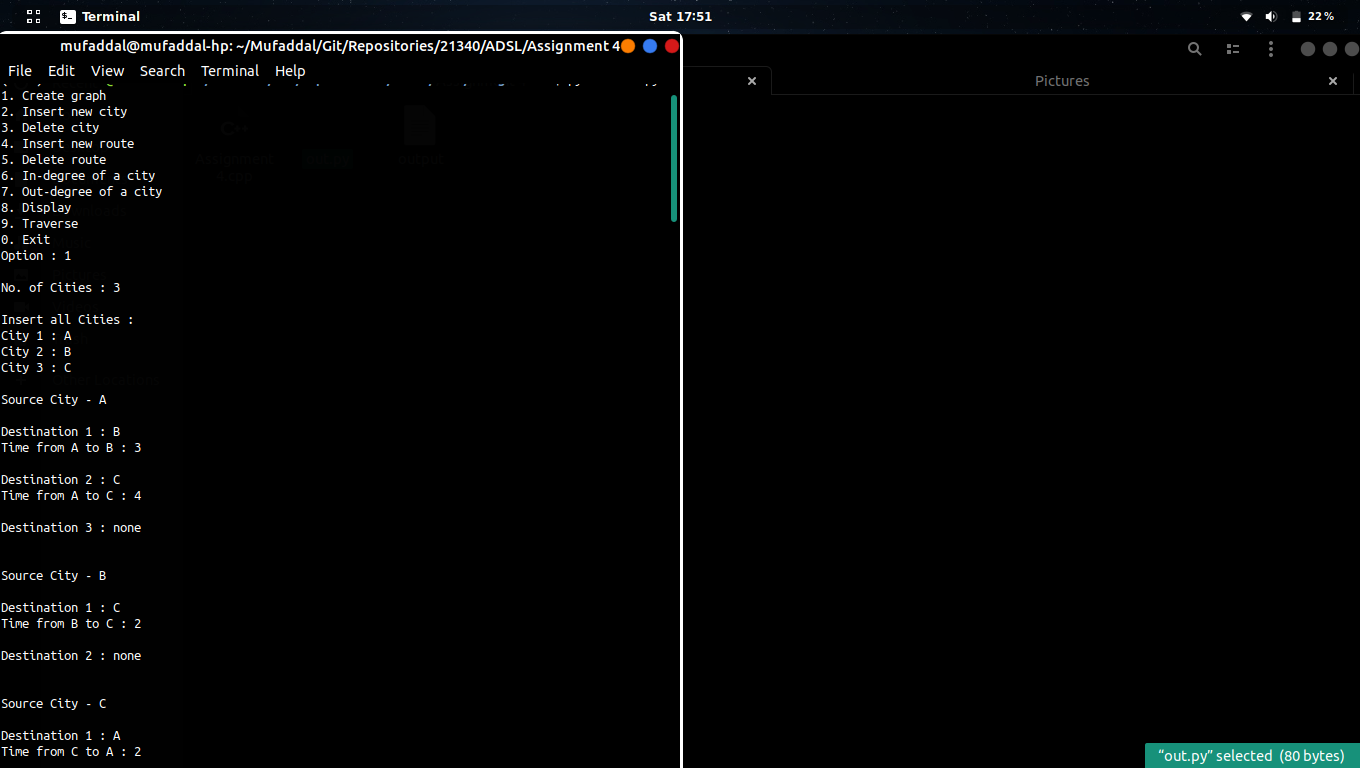 Terminal
Sat 17:51
22 %
mufaddal@mufaddal-hp: ~/Mufaddal/Git/Repositories/21340/ADSL/Assignment 4
File Edit View Search Terminal Help
Pictures
1. Create graph
2. Insert new city
3. Delete city
4. Insert new route
5. Delete route
6. In-degree of a city
7. Out-degree of a city
8. Display
9. Traverse
0. Exit
Option : 1
No. of Cities : 3
Insert all Cities :
City 1 : A
City 2 : B
City 3 : C
Source City - A
Destination 1 : B
Time from A to B : 3
Destination 2 : C
Time from A to C : 4
Destination 3 : none
Source City - B
Destination 1 : C
Time from B to C : 2
Destination 2 : none
Source City - C
Destination 1 : A
Time from C to A : 2
“out.py” selected (80 bytes)